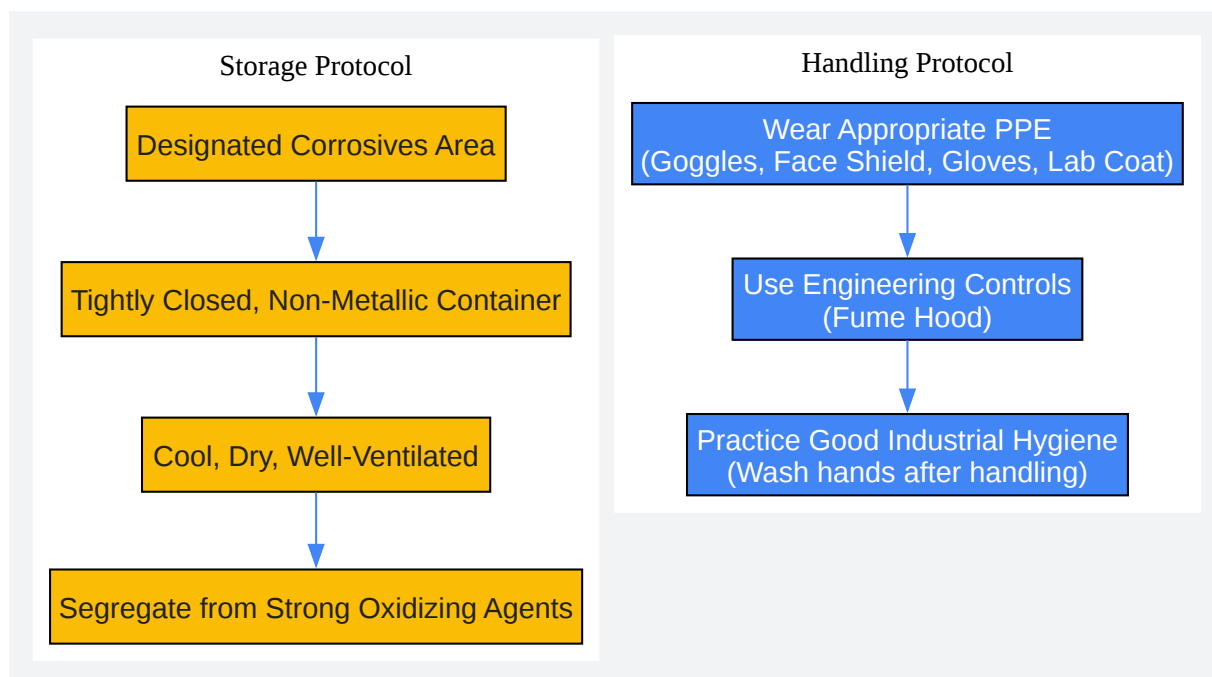 Storage Protocol
Designated Corrosives Area
Tightly Closed, Non-Metallic Container
Cool, Dry, Well-Ventilated
Segregate from Strong Oxidizing Agents
Handling Protocol
Wear Appropriate PPE
(Goggles, Face Shield, Gloves, Lab Coat)
Use Engineering Controls
(Fume Hood)
Practice Good Industrial Hygiene
(Wash hands after handling)